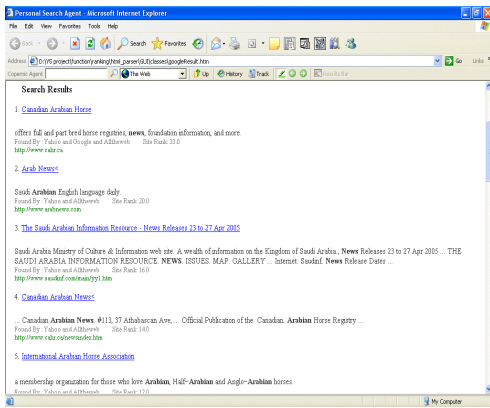 Personal Search Agent - Microsoft Internet Explorer
File Edit View Favorites Tools Help
Back Search Favorites
Address D:\Y5 project\function\ranking\html_parser\GUI\classes\googleResult.htm Go Links
Copernic Agent The Web Up History Track Results Bar
Search Results
1. Canadian Arabian Horse
offers full and part bred horse registries, news, foundation information, and more.
Found By : Yahoo and Google and Alltheweb Site Rank: 33.0
http://www.cahr.ca
2. Arab News<
Saudi Arabian English language daily.
Found By : Yahoo and Alltheweb Site Rank: 20.0
http://www.arabnews.com
3. The Saudi Arabian Information Resource - News Releases 23 to 27 Apr 2005
Saudi Arabia Ministry of Culture & Information web site. A wealth of information on the Kingdom of Saudi Arabia., News Releases 23 to 27 Apr 2005 ... THE
SAUDI ARABIA INFORMATION RESOURCE. NEWS. ISSUES. MAP. GALLERY ... Internet. Saudinf. News Release Dates ...
Found By : Yahoo and Alltheweb Site Rank: 16.0
http://www.saudinf.com/main/yy1.htm
4. Canadian Arabian News<
... Canadian Arabian News. #113, 37 Athabascan Ave, ... Official Publication of the. Canadian. Arabian Horse Registry ...
Found By : Yahoo and Alltheweb Site Rank: 14.0
http://www.cahr.ca/newsindex.htm
5. International Arabian Horse Association
a membership organization for those who love Arabian, Half-Arabian and Anglo-Arabian horses.
Found By : Yahoo and Alltheweb Site Rank: 12.0
My Computer